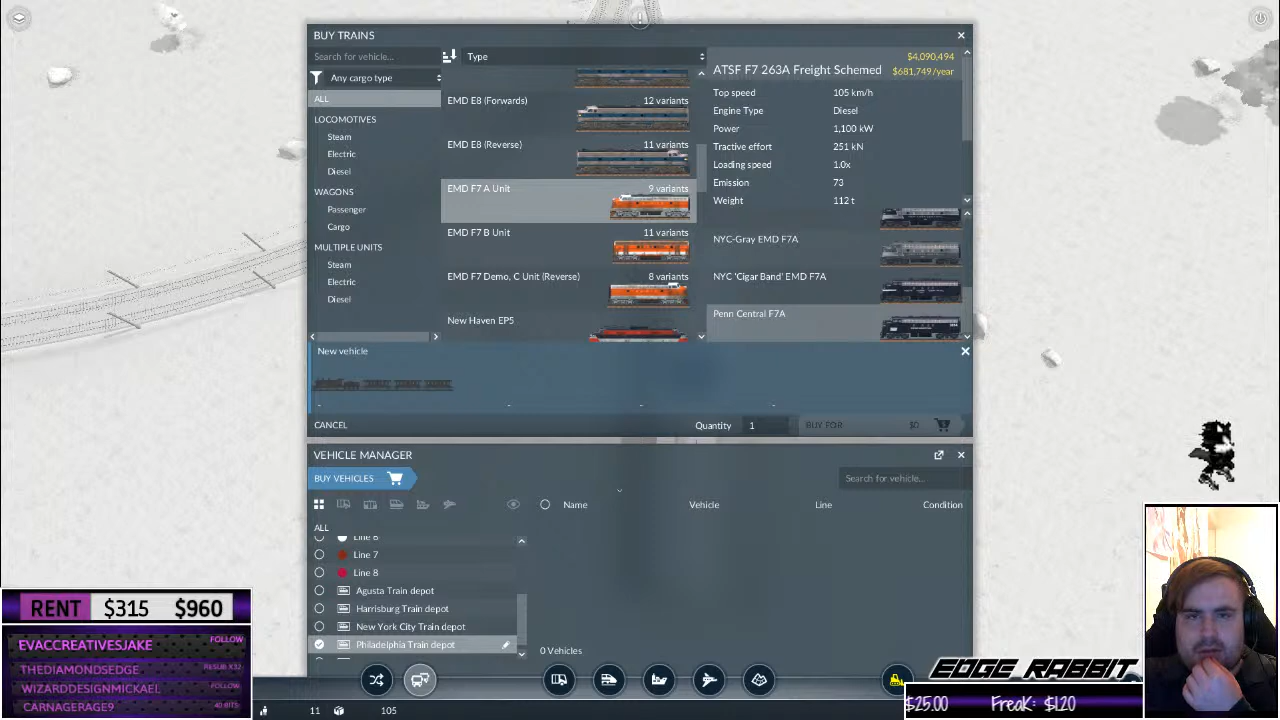 BUY TRAINS
Search for vehicle...
Type
Any cargo type
ALL
LOCOMOTIVES
Steam
Electric
Diesel
WAGONS
Passenger
Cargo
MULTIPLE UNITS
Steam
Electric
Diesel
EMD E8 (Forwards) 12 variants
EMD E8 (Reverse) 11 variants
EMD F7 A Unit 9 variants
EMD F7 B Unit 11 variants
EMD F7 Demo. C Unit (Reverse) 8 variants
New Haven EP5
$4,090,494
ATSF F7 263A Freight Schemed $681,749/year
Top speed 105 km/h
Engine Type Diesel
Power 1,100 kW
Tractive effort 251 kN
Loading speed 1.0x
Emission 73
Weight 112 t
NYC-Gray EMD F7A
NYC 'Cigar Band' EMD F7A
Penn Central F7A
New vehicle
CANCEL
Quantity 1 BUY FOR $0
VEHICLE MANAGER
BUY VEHICLES
Search for vehicle...
Name Vehicle Line Condition
ALL
Line 6
Line 7
Line 8
Agusta Train depot
Harrisburg Train depot
New York City Train depot
Philadelphia Train depot
0 Vehicles
11 105
RENT $315 $960
EVACCREATIVESJAKE FOLLOW
THEDIAMONDSEDGE RESUB X32
WIZARDDESIGNMICKAEL FOLLOW
CARNAGERAGE9 40 BITS
EDGE RABBIT
$25.00 Freak: $1.20